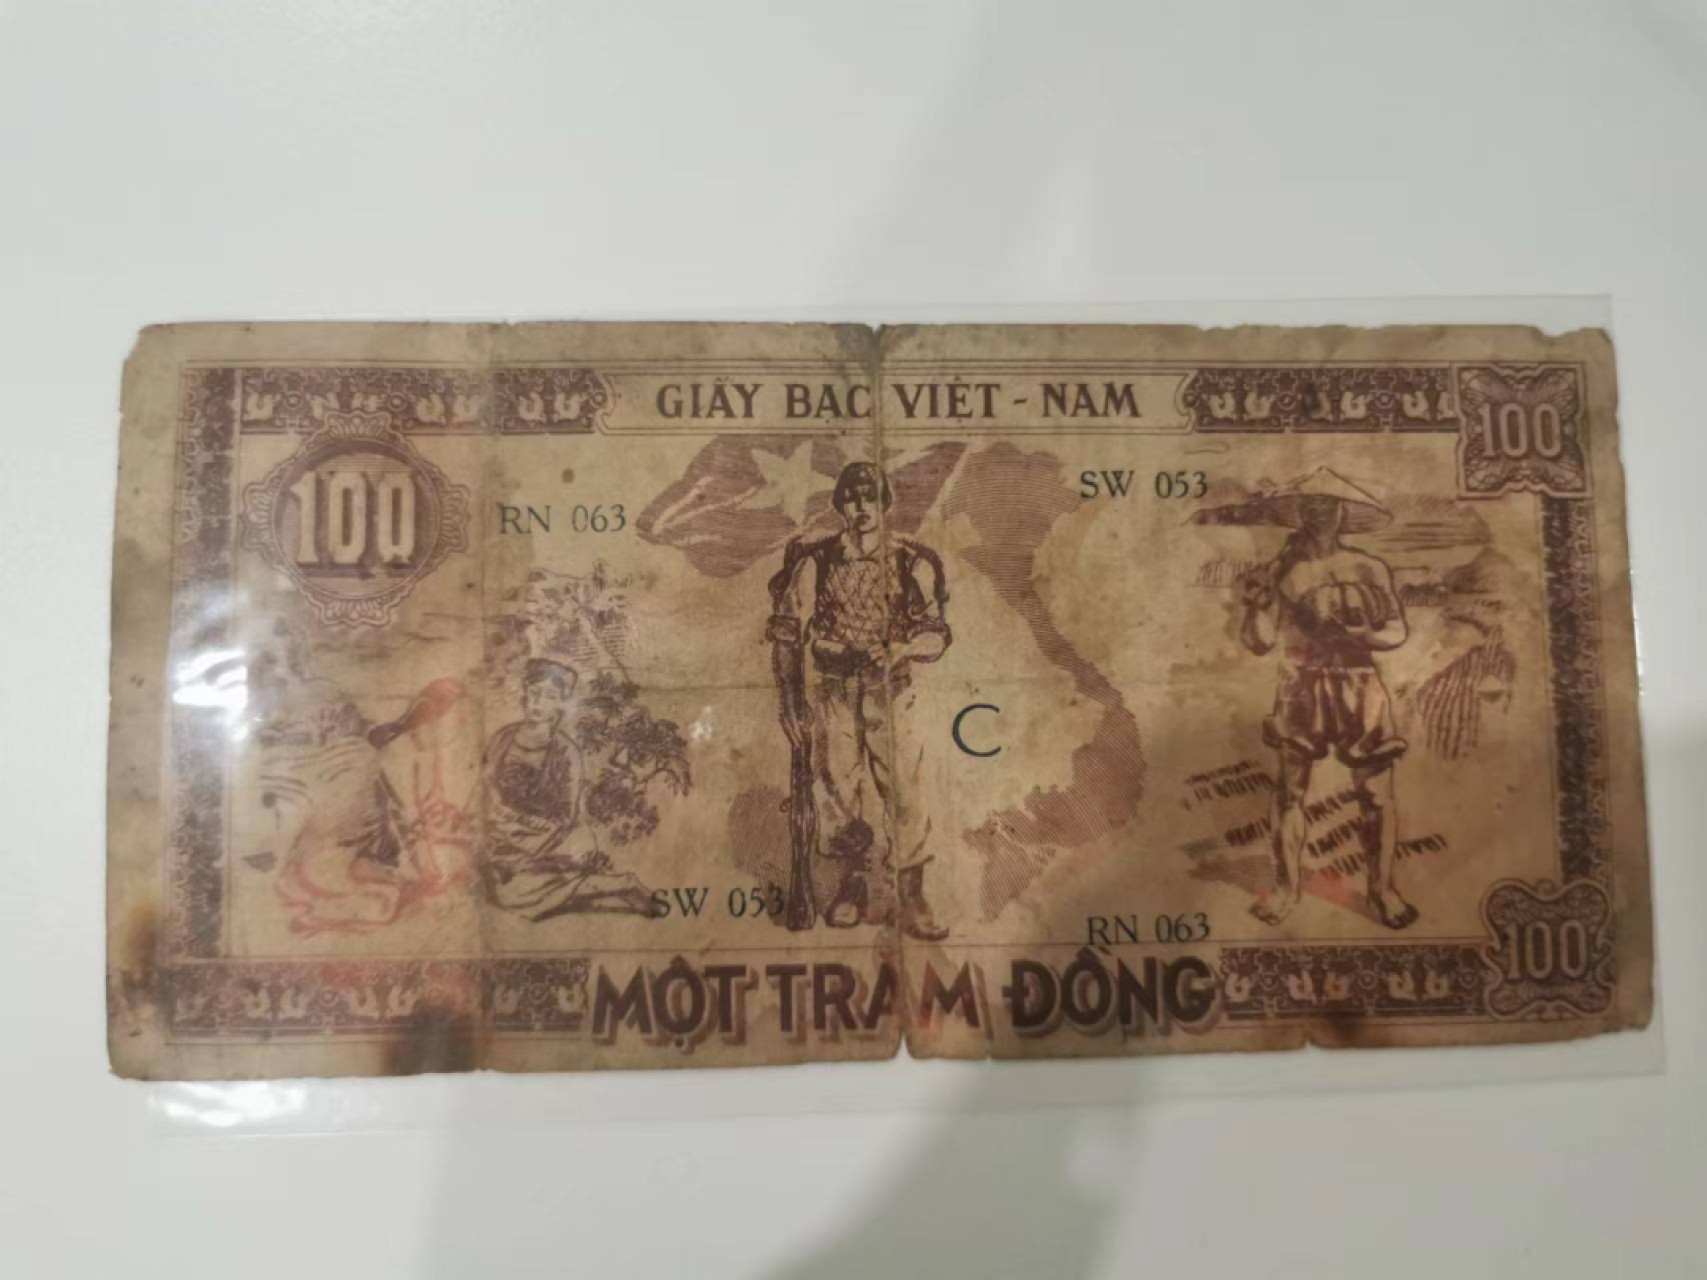 GIẤY BẠC VIỆT-NAM
100
100
RN 063
SW 053
C
SW 053
RN 063
MỘT TRĂM ĐỒNG
100